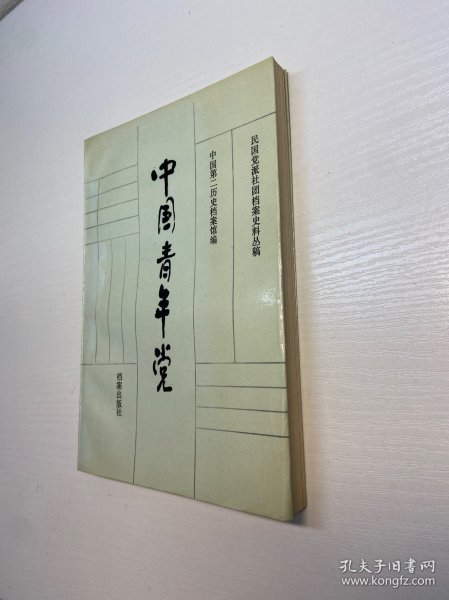 民国党派社团档案史料丛稿
中国第二历史档案馆编
中国青年党
档案出版社
孔夫子旧书网
www.kongfz.com